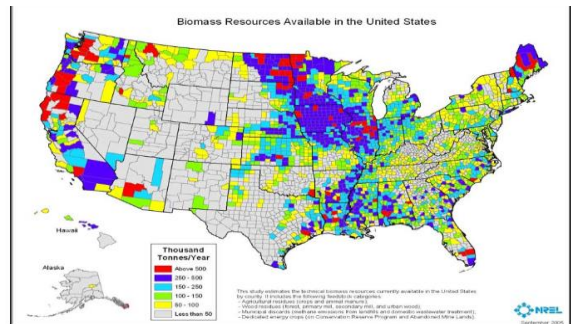 Biomass Resources Available in the United States
Hawaii
Alaska
Thousand
Tonnes/Year
Above 500
250 - 500
150 - 250
100 - 150
50 - 100
Less than 50
This study estimates the technical biomass resources currently available in the United States
by county. It includes the following feedstock categories:
- Agricultural residues (crops and animal manure);
- Wood residues (forest, primary mill, secondary mill, and urban wood);
- Municipal discards (methane emissions from landfills and domestic wastewater treatment);
- Dedicated energy crops (on Conservation Reserve Program and Abandoned Mine Lands).
NREL
September 2005